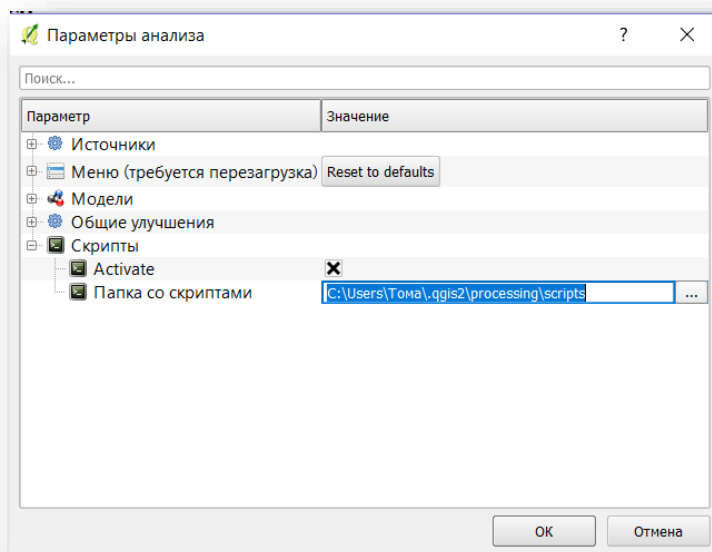 Параметры анализа
?
Поиск...
Параметр Значение
Источники
Меню (требуется перезагрузка) Reset to defaults
Модели
Общие улучшения
Скрипты
Activate
Папка со скриптами C:\Users\Тома\.qgis2\processing\scripts ...
ОК Отмена